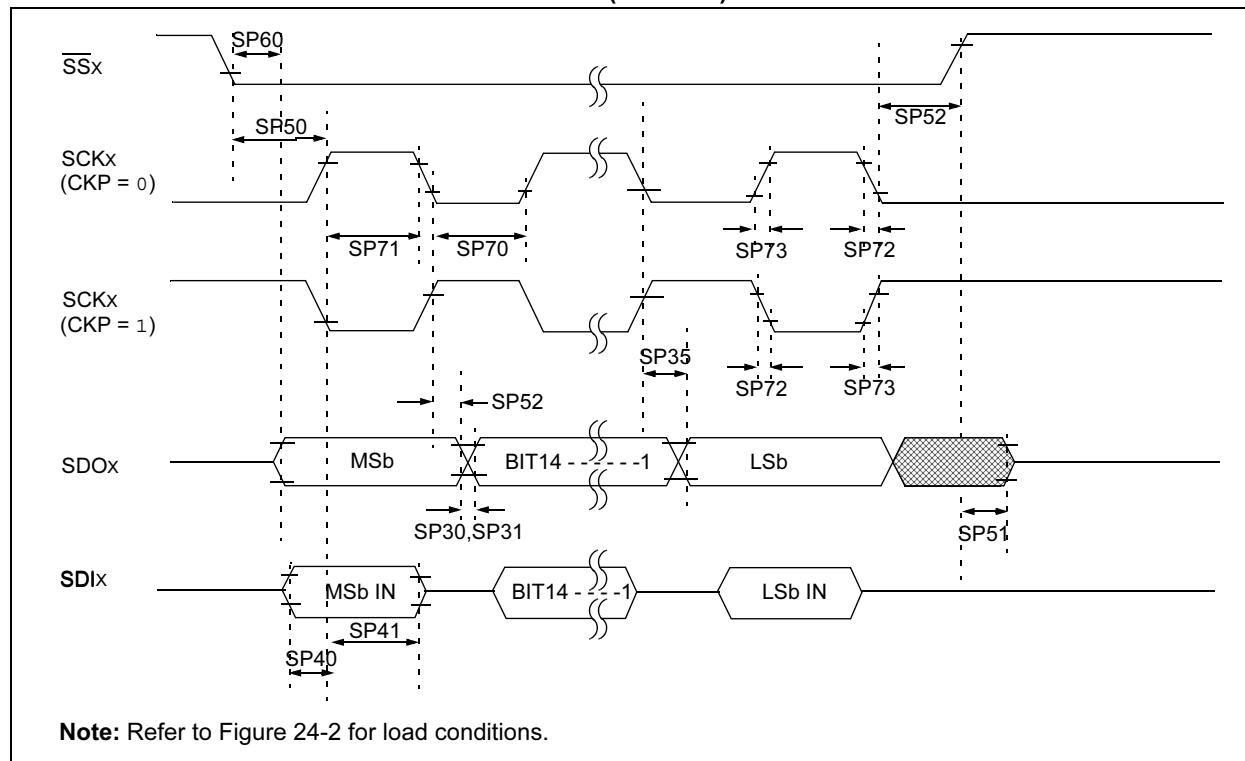 SP60
SSx
SP50
SP52
SCKx
(CKP = 0)
SP71
SP70
SP73
SP72
SCKx
(CKP = 1)
SP35
SP72
SP73
SP52
SDOx
MSb
BIT14 - - - - - -1
LSb
SP30,SP31
SP51
SDIx
MSb IN
BIT14 - - - - -1
LSb IN
SP41
SP40
Note: Refer to Figure 24-2 for load conditions.